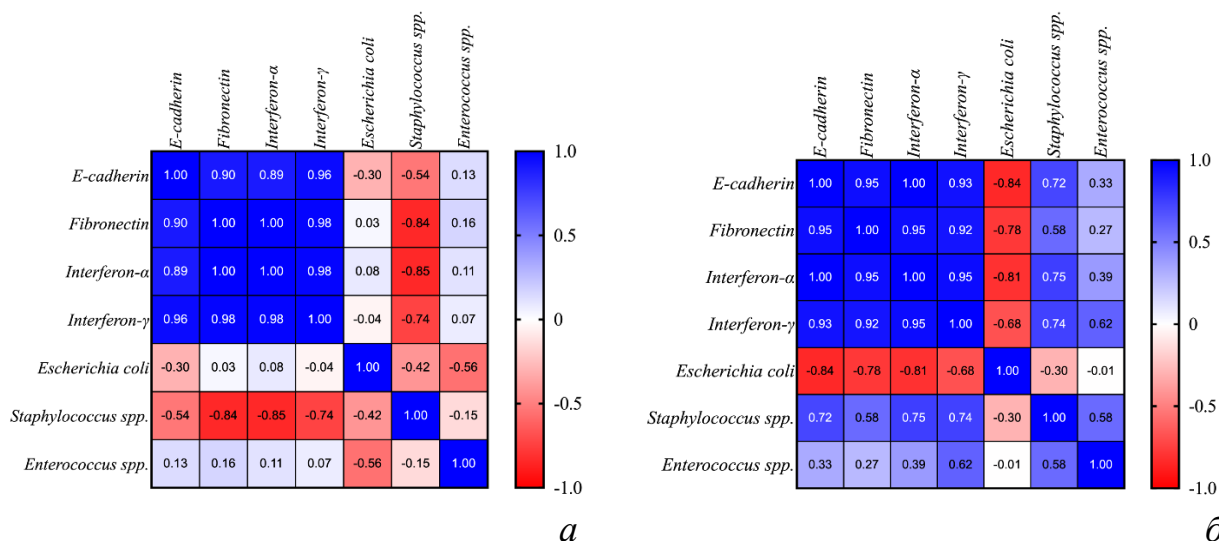 E-cadherin Fibronectin Interferon-α Interferon-γ Escherichia coli Staphylococcus spp. Enterococcus spp.
E-cadherin 1.00 0.90 0.89 0.96 -0.30 -0.54 0.13
Fibronectin 0.90 1.00 1.00 0.98 0.03 -0.84 0.16
Interferon-α 0.89 1.00 1.00 0.98 0.08 -0.85 0.11
Interferon-γ 0.96 0.98 0.98 1.00 -0.04 -0.74 0.07
Escherichia coli -0.30 0.03 0.08 -0.04 1.00 -0.42 -0.56
Staphylococcus spp. -0.54 -0.84 -0.85 -0.74 -0.42 1.00 -0.15
Enterococcus spp. 0.13 0.16 0.11 0.07 -0.56 -0.15 1.00
1.0
0.5
0
-0.5
-1.0
а
E-cadherin Fibronectin Interferon-α Interferon-γ Escherichia coli Staphylococcus spp. Enterococcus spp.
E-cadherin 1.00 0.95 1.00 0.93 -0.84 0.72 0.33
Fibronectin 0.95 1.00 0.95 0.92 -0.78 0.58 0.27
Interferon-α 1.00 0.95 1.00 0.95 -0.81 0.75 0.39
Interferon-γ 0.93 0.92 0.95 1.00 -0.68 0.74 0.62
Escherichia coli -0.84 -0.78 -0.81 -0.68 1.00 -0.30 -0.01
Staphylococcus spp. 0.72 0.58 0.75 0.74 -0.30 1.00 0.58
Enterococcus spp. 0.33 0.27 0.39 0.62 -0.01 0.58 1.00
1.0
0.5
0
-0.5
-1.0
б